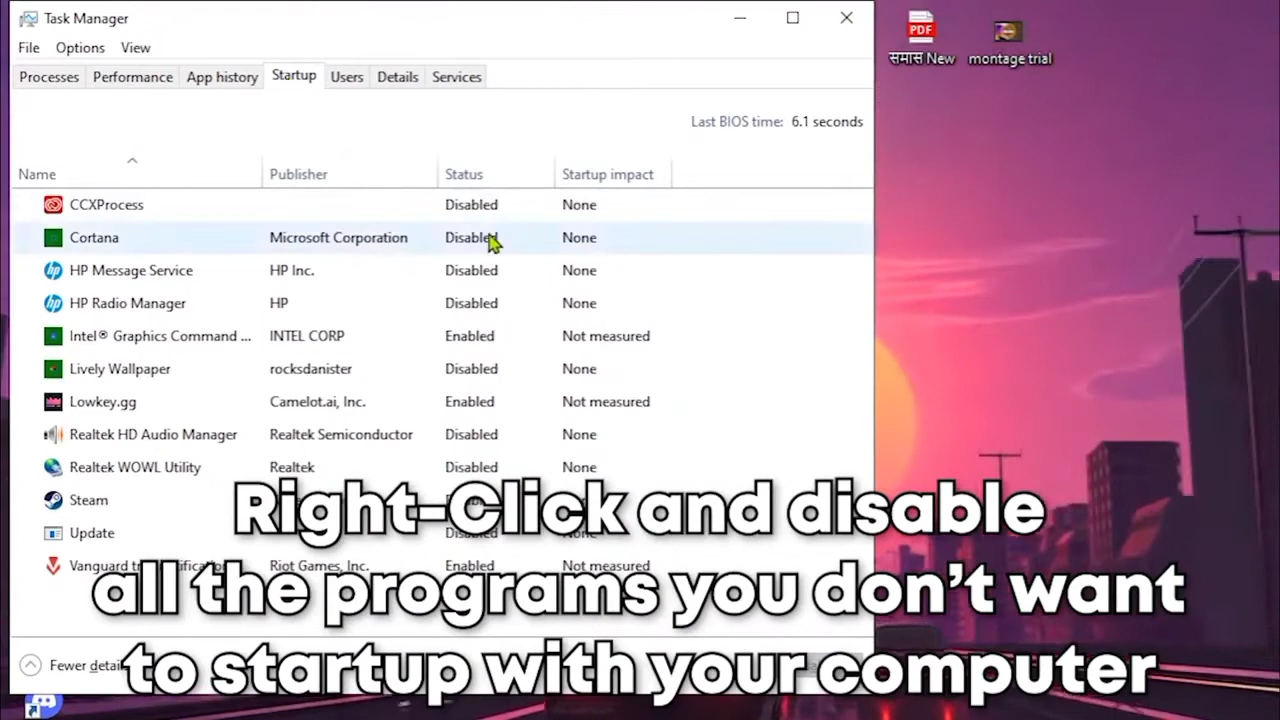 Task Manager
File Options View
Processes Performance App history Startup Users Details Services
Last BIOS time: 6.1 seconds
Name Publisher Status Startup impact
CCXProcess Disabled None
Cortana Microsoft Corporation Disabled None
HP Message Service HP Inc. Disabled None
HP Radio Manager HP Disabled None
Intel® Graphics Command ... INTEL CORP Enabled Not measured
Lively Wallpaper rocksdanister Disabled None
Lowkey.gg Camelot.ai, Inc. Enabled Not measured
Realtek HD Audio Manager Realtek Semiconductor Disabled None
Realtek WOWL Utility Realtek Disabled None
Steam
Update
Vanguard Riot Games, Inc. Enabled Not measured
Fewer
Right-Click and disable
all the programs you don't want
to startup with your computer
PDF
समास New
montage trial